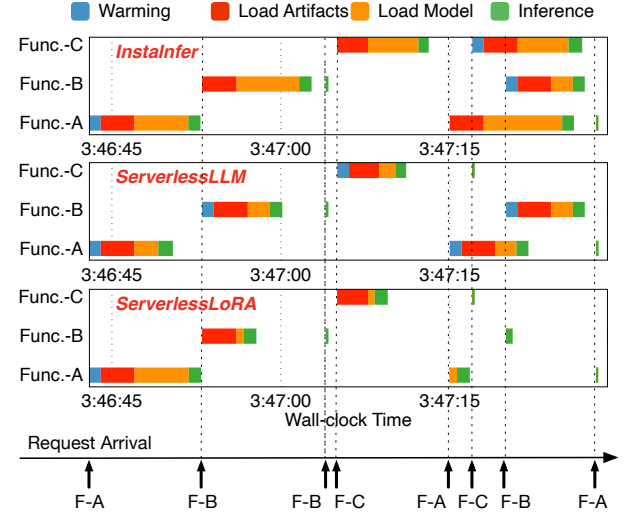 Warming Load Artifacts Load Model Inference
Func.-C InstaInfer
Func.-B
Func.-A
3:46:45 3:47:00 3:47:15
Func.-C ServerlessLLM
Func.-B
Func.-A
3:46:45 3:47:00 3:47:15
Func.-C ServerlessLoRA
Func.-B
Func.-A
3:46:45 3:47:00 3:47:15
Wall-clock Time
Request Arrival
F-A F-B F-B F-C F-A F-C F-B F-A